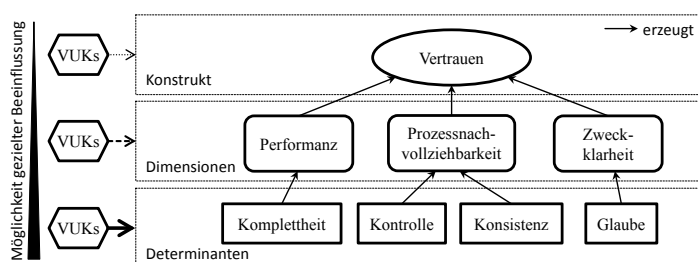 Möglichkeit gezielter Beeinflussung
VUKs
Vertrauen
erzeugt
Konstrukt
VUKs
Performanz
Prozessnach-
vollziehbarkeit
Zweck-
klarheit
Dimensionen
VUKs
Komplettheit
Kontrolle
Konsistenz
Glaube
Determinanten